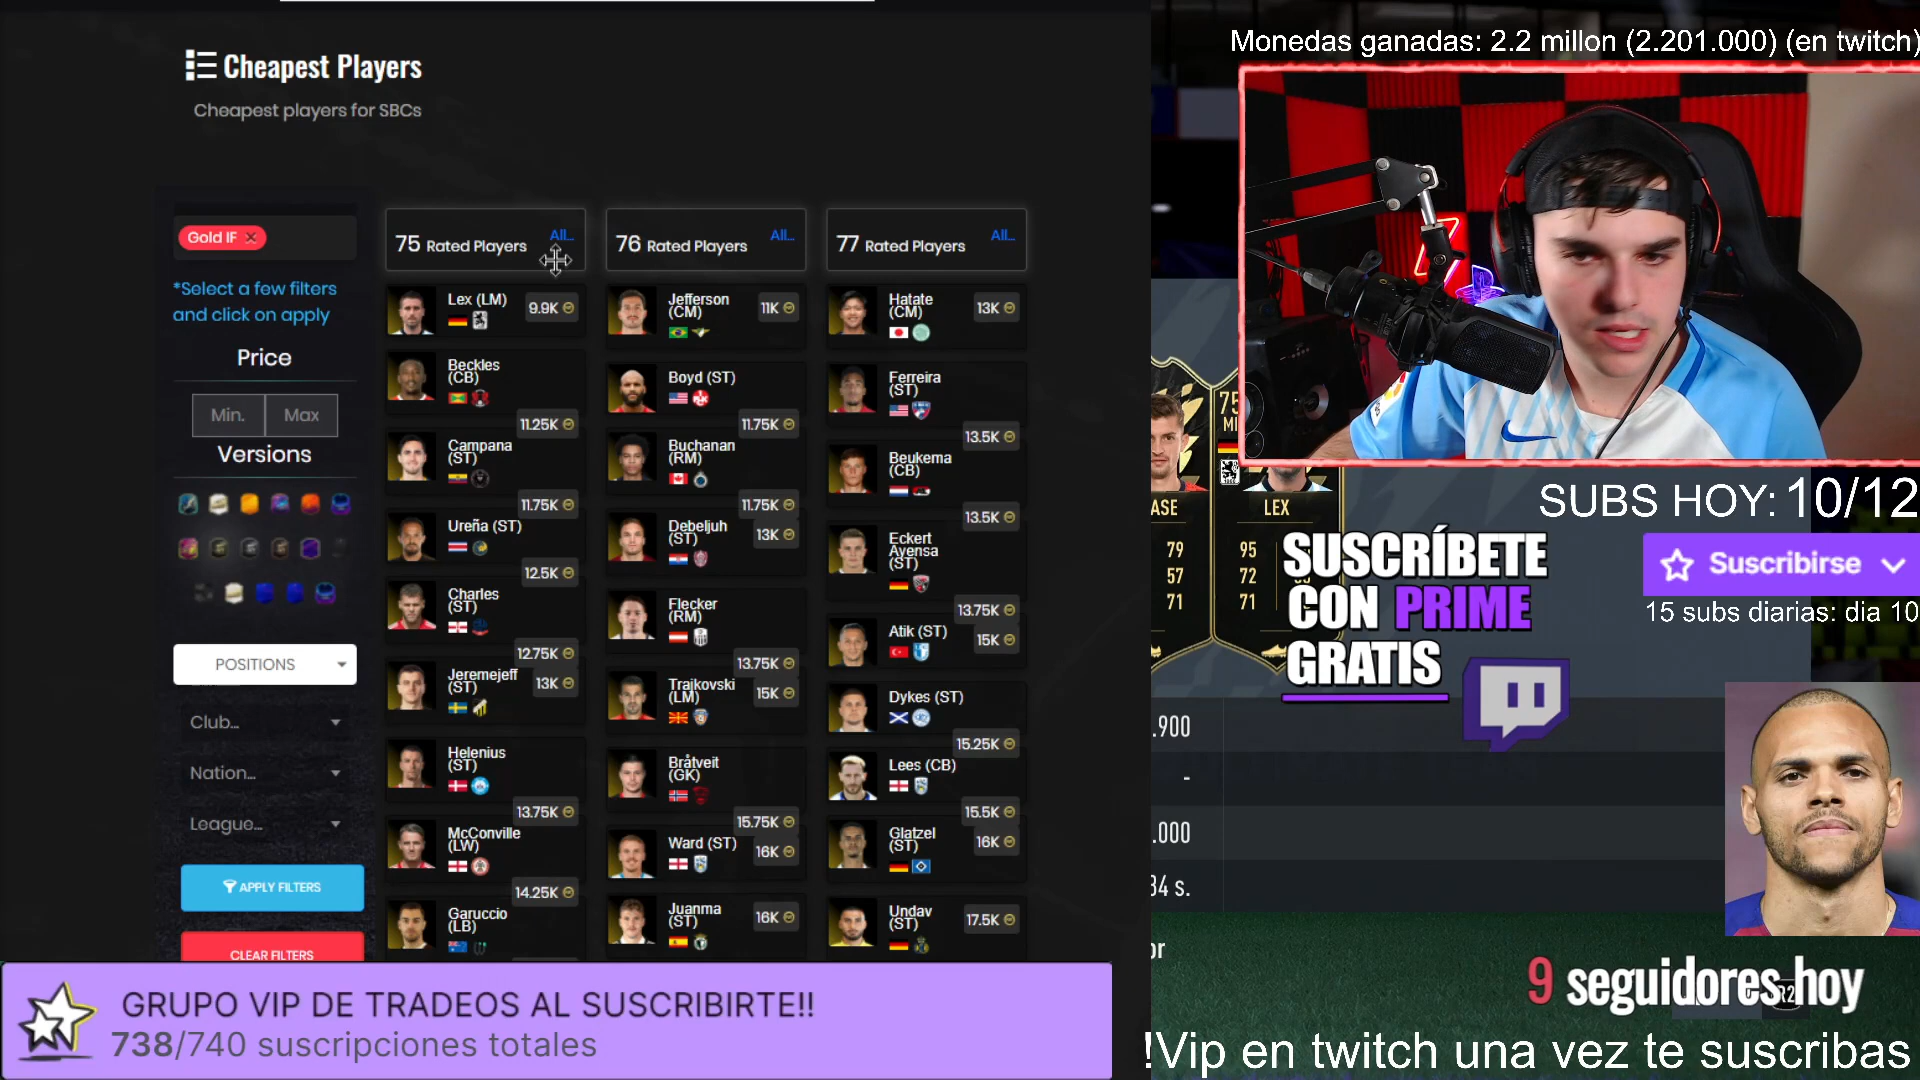 Cheapest Players
Cheapest players for SBCs
Gold IF ×
*Select a few filters
and click on apply
Price
Min.
Max
Versions
POSITIONS
Club...
Nation...
League...
APPLY FILTERS
CLEAR FILTERS
75 Rated Players
All...
Lex (LM)
9.9K
Beckles
(CB)
11.25K
Campana
(ST)
11.75K
Ureña (ST)
12.5K
Charles
(ST)
12.75K
Jeremejeff
(ST)
13K
Helenius
(ST)
13.75K
McConville
(LW)
14.25K
Garuccio
(LB)
76 Rated Players
All...
Jefferson
(CM)
11K
Boyd (ST)
11.75K
Buchanan
(RM)
11.75K
Debeljuh
(ST)
13K
Flecker
(RM)
13.75K
Trajkovski
(LM)
15K
Bråtveit
(GK)
15.75K
Ward (ST)
16K
Juanma
(ST)
16K
77 Rated Players
All...
Hatate
(CM)
13K
Ferreira
(ST)
13.5K
Beukema
(CB)
13.5K
Eckert
Ayensa
(ST)
13.75K
Atik (ST)
15K
Dykes (ST)
15.25K
Lees (CB)
15.5K
Glatzel
(ST)
16K
Undav
(ST)
17.5K
GRUPO VIP DE TRADEOS AL SUSCRIBIRTE!!
738/740 suscripciones totales
Monedas ganadas: 2.2 millon (2.201.000) (en twitch)
SUBS HOY: 10/12
Suscribirse
15 subs diarias: dia 10
SUSCRÍBETE
CON PRIME
GRATIS
75
ASE
79
57
71
LEX
95
72
71
.900
-
.000
34 s.
or
9 seguidores hoy
!Vip en twitch una vez te suscribas